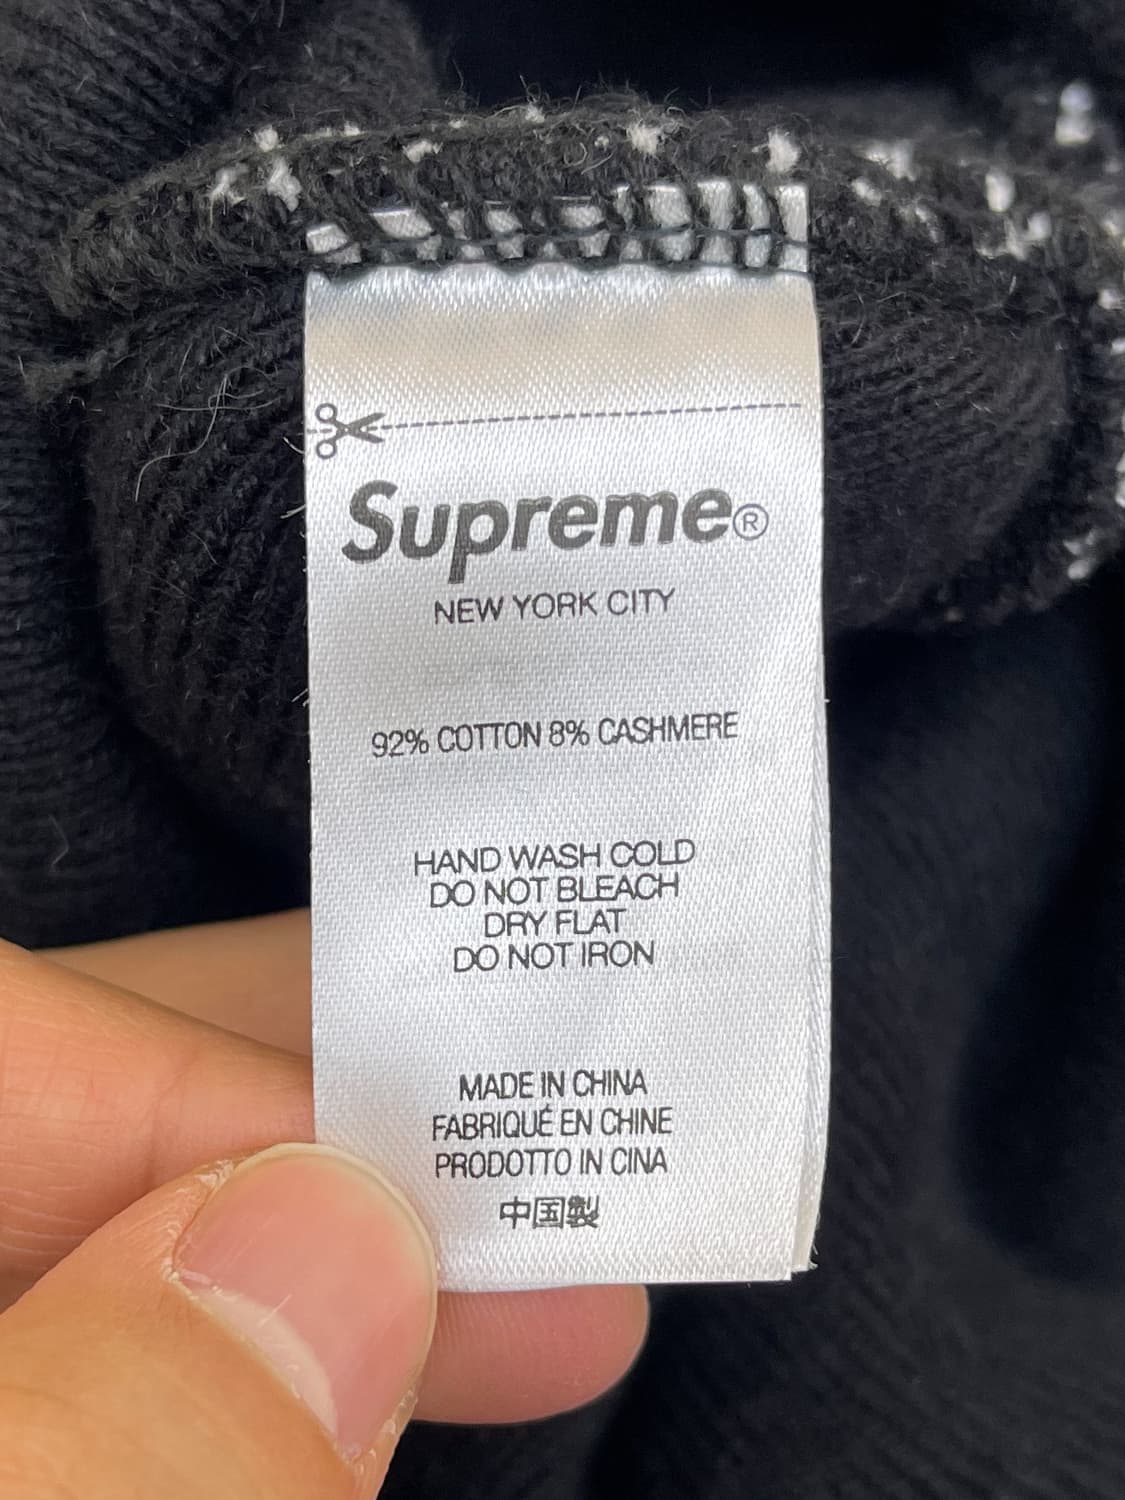 Supreme®
NEW YORK CITY
92% COTTON 8% CASHMERE
HAND WASH COLD
DO NOT BLEACH
DRY FLAT
DO NOT IRON
MADE IN CHINA
FABRIQUÉ EN CHINE
PRODOTTO IN CINA
中国製